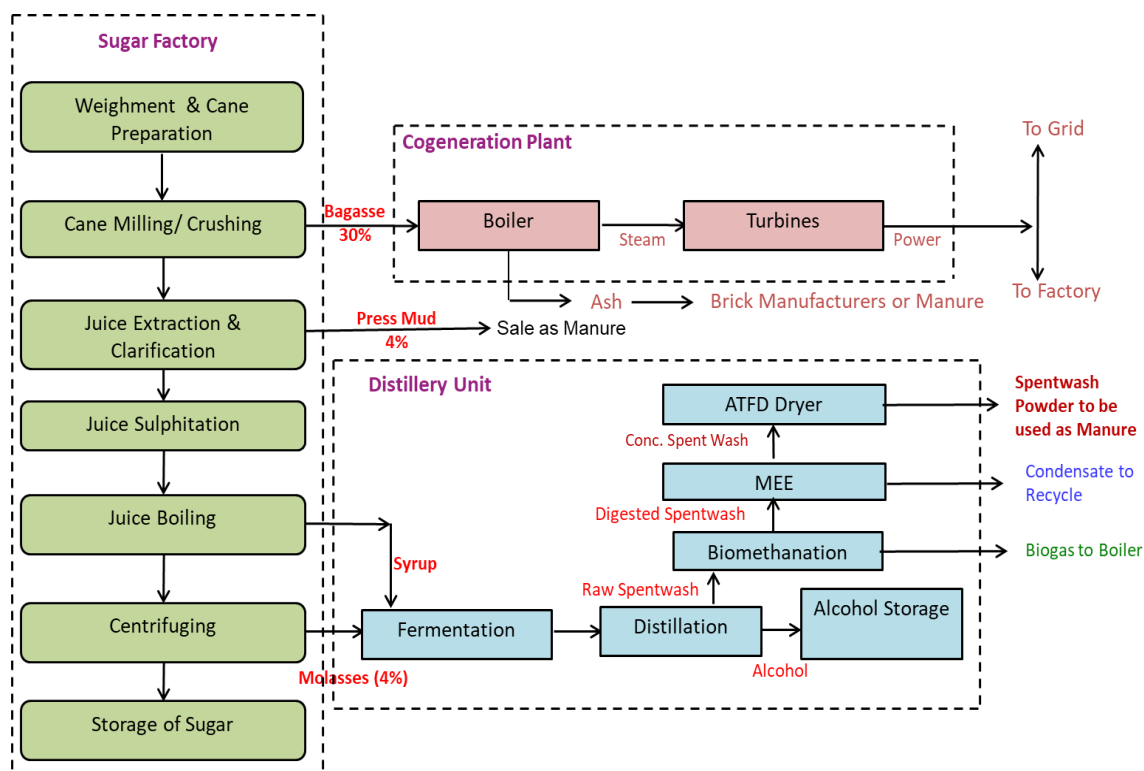 Sugar Factory
Weighment & Cane
Preparation
Cane Milling/ Crushing
Juice Extraction &
Clarification
Juice Sulphitation
Juice Boiling
Centrifuging
Storage of Sugar
Bagasse
30%
Press Mud
4%
Sale as Manure
Syrup
Molasses (4%)
Cogeneration Plant
Boiler
Steam
Turbines
Power
To Grid
To Factory
Ash
Brick Manufacturers or Manure
Distillery Unit
ATFD Dryer
Conc. Spent Wash
MEE
Digested Spentwash
Biomethanation
Raw Spentwash
Fermentation
Distillation
Alcohol
Alcohol Storage
Spentwash
Powder to be
used as Manure
Condensate to
Recycle
Biogas to Boiler